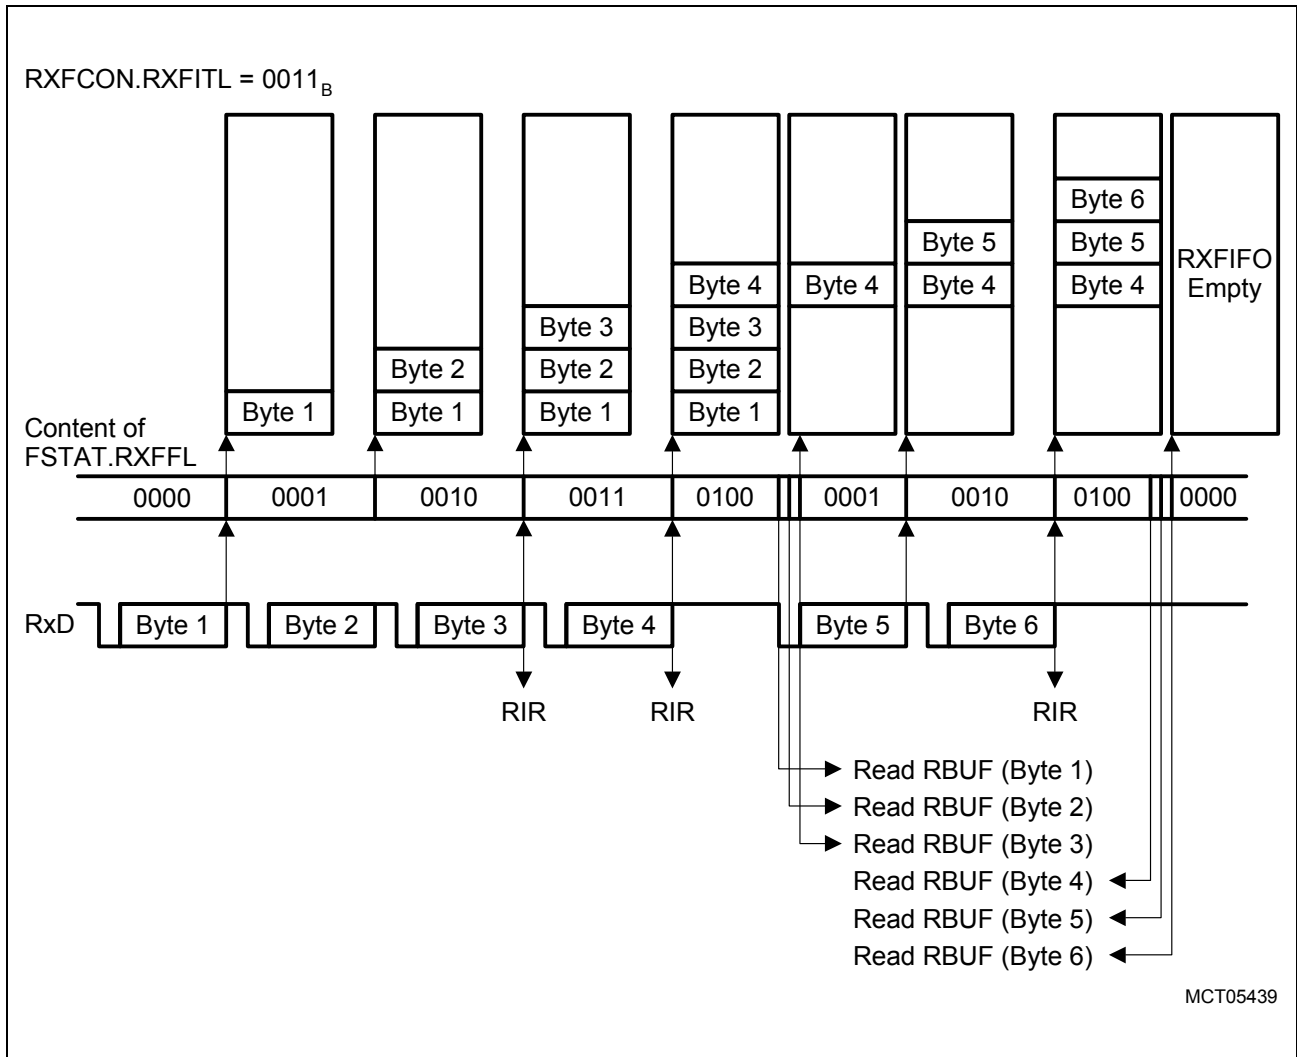 RXFCON.RXFITL = 0011B
Byte 6
Byte 5 Byte 5
Byte 4 Byte 4 Byte 4 Byte 4
RXFIFO
Empty
Byte 3 Byte 3
Byte 2 Byte 2 Byte 2
Byte 1 Byte 1 Byte 1 Byte 1
Content of
FSTAT.RXFFL
0000 0001 0010 0011 0100 0001 0010 0100 0000
RxD Byte 1 Byte 2 Byte 3 Byte 4 Byte 5 Byte 6
RIR RIR RIR
Read RBUF (Byte 1)
Read RBUF (Byte 2)
Read RBUF (Byte 3)
Read RBUF (Byte 4)
Read RBUF (Byte 5)
Read RBUF (Byte 6)
MCT05439